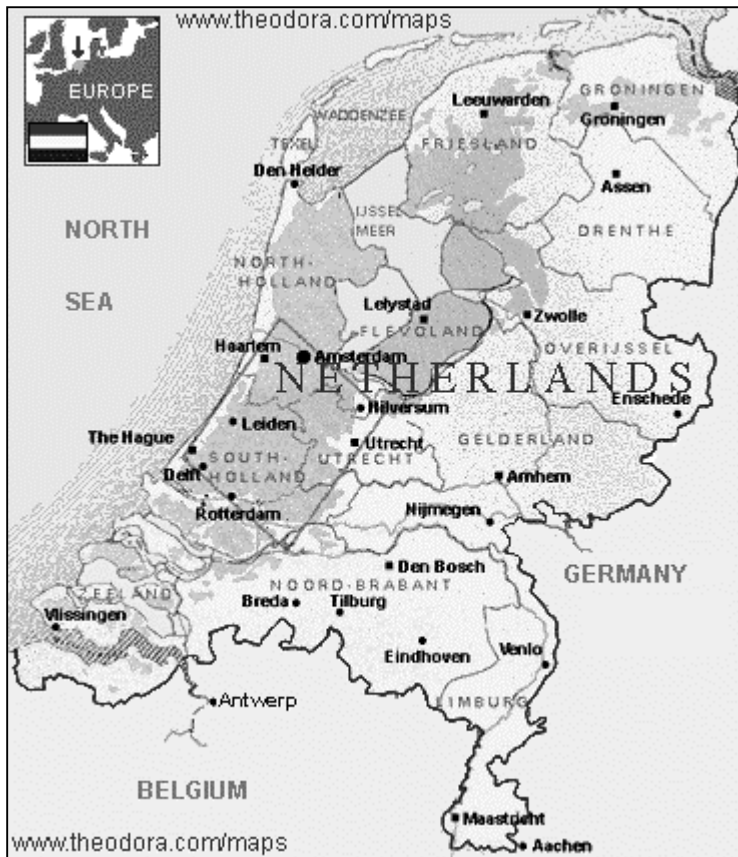 www.theodora.com/maps
EUROPE
Leeuwarden
GRONINGEN
Groningen
WADDENZEE
FRIESLAND
TEXEL
Den Helder
Assen
IJSSEL
MEER
NORTH
SEA
DRENTHE
NORTH-
HOLLAND
Lelystad
FLEVOLAND
Zwolle
Haarlem
Amsterdam
OVERIJSSEL
NETHERLANDS
Enschede
Hilversum
Leiden
The Hague
Utrecht
GELDERLAND
Delft
SOUTH-
HOLLAND
UTRECHT
Arnhem
Rotterdam
Nijmegen
Den Bosch
GERMANY
ZEELAND
NOORD-BRABANT
Breda
Tilburg
Vlissingen
Eindhoven
Venlo
Antwerp
LIMBURG
BELGIUM
Maastricht
www.theodora.com/maps
Aachen